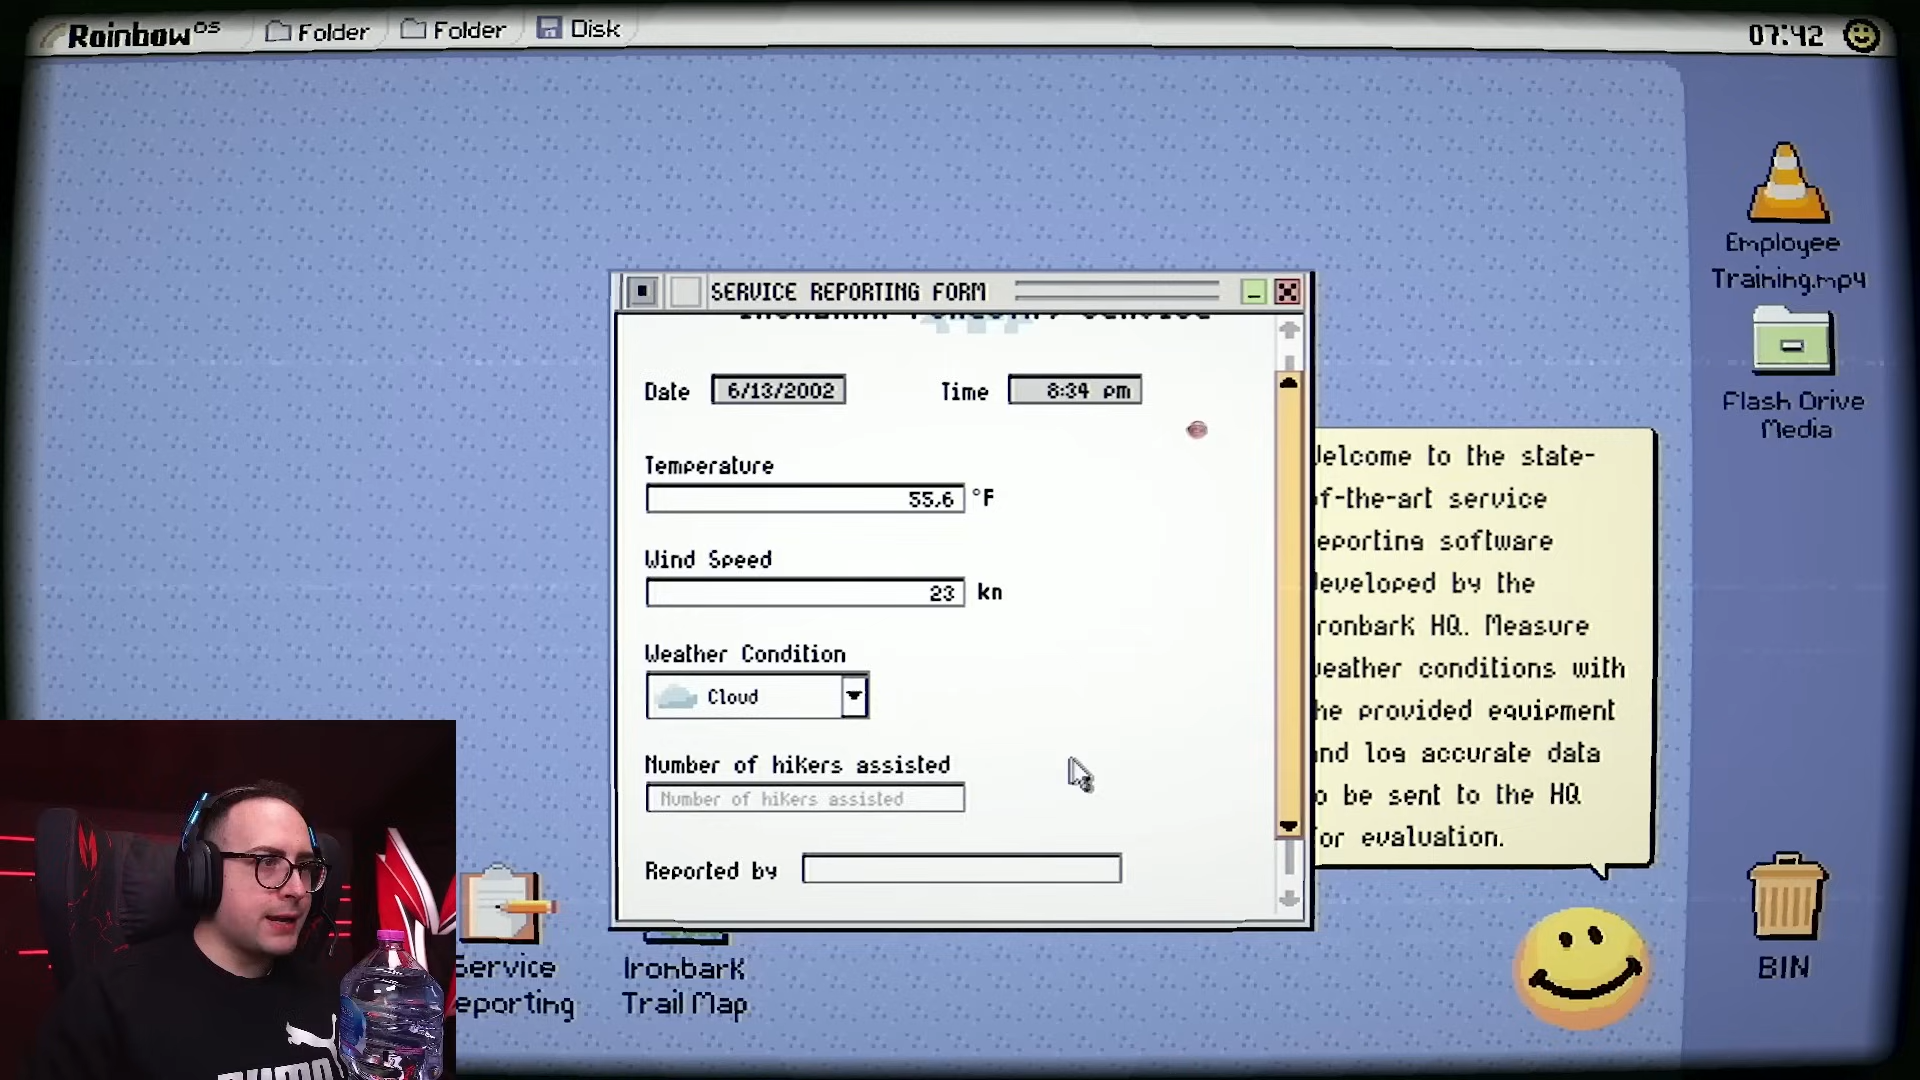 Rainbow OS
Folder
Folder
Disk
07:42
Employee
Training.mp4
Flash Drive
Media
SERVICE REPORTING FORM
Date 6/13/2002 Time 8:34 pm
Temperature
55,6 °F
Wind Speed
23 kn
Weather Condition
Cloud
Number of hikers assisted
Number of hikers assisted
Reported by
elcome to the state-
f-the-art service
eporting software
eveloped by the
ronbark HQ. Measure
eather conditions with
he provided equipment
nd log accurate data
o be sent to the HQ
or evaluation.
Service
eporting
Ironbark
Trail Map
BIN